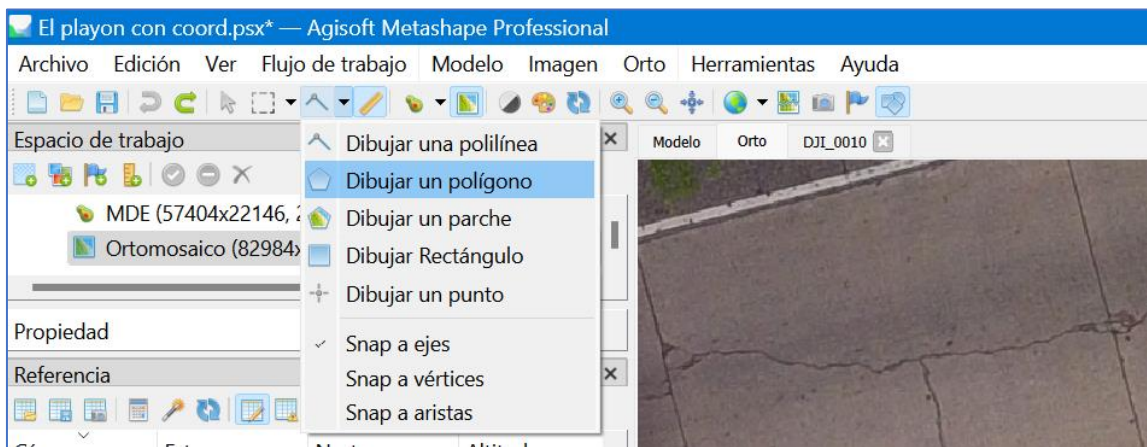 El playon con coord.psx* — Agisoft Metashape Professional
Archivo Edición Ver Flujo de trabajo Modelo Imagen Orto Herramientas Ayuda
Espacio de trabajo
Modelo Orto DJI_0010
Dibujar una polilínea
Dibujar un polígono
MDE (57404x22146,
Dibujar un parche
Ortomosaico (82984x
Dibujar Rectángulo
Dibujar un punto
Propiedad
Snap a ejes
Referencia
Snap a vértices
Snap a aristas